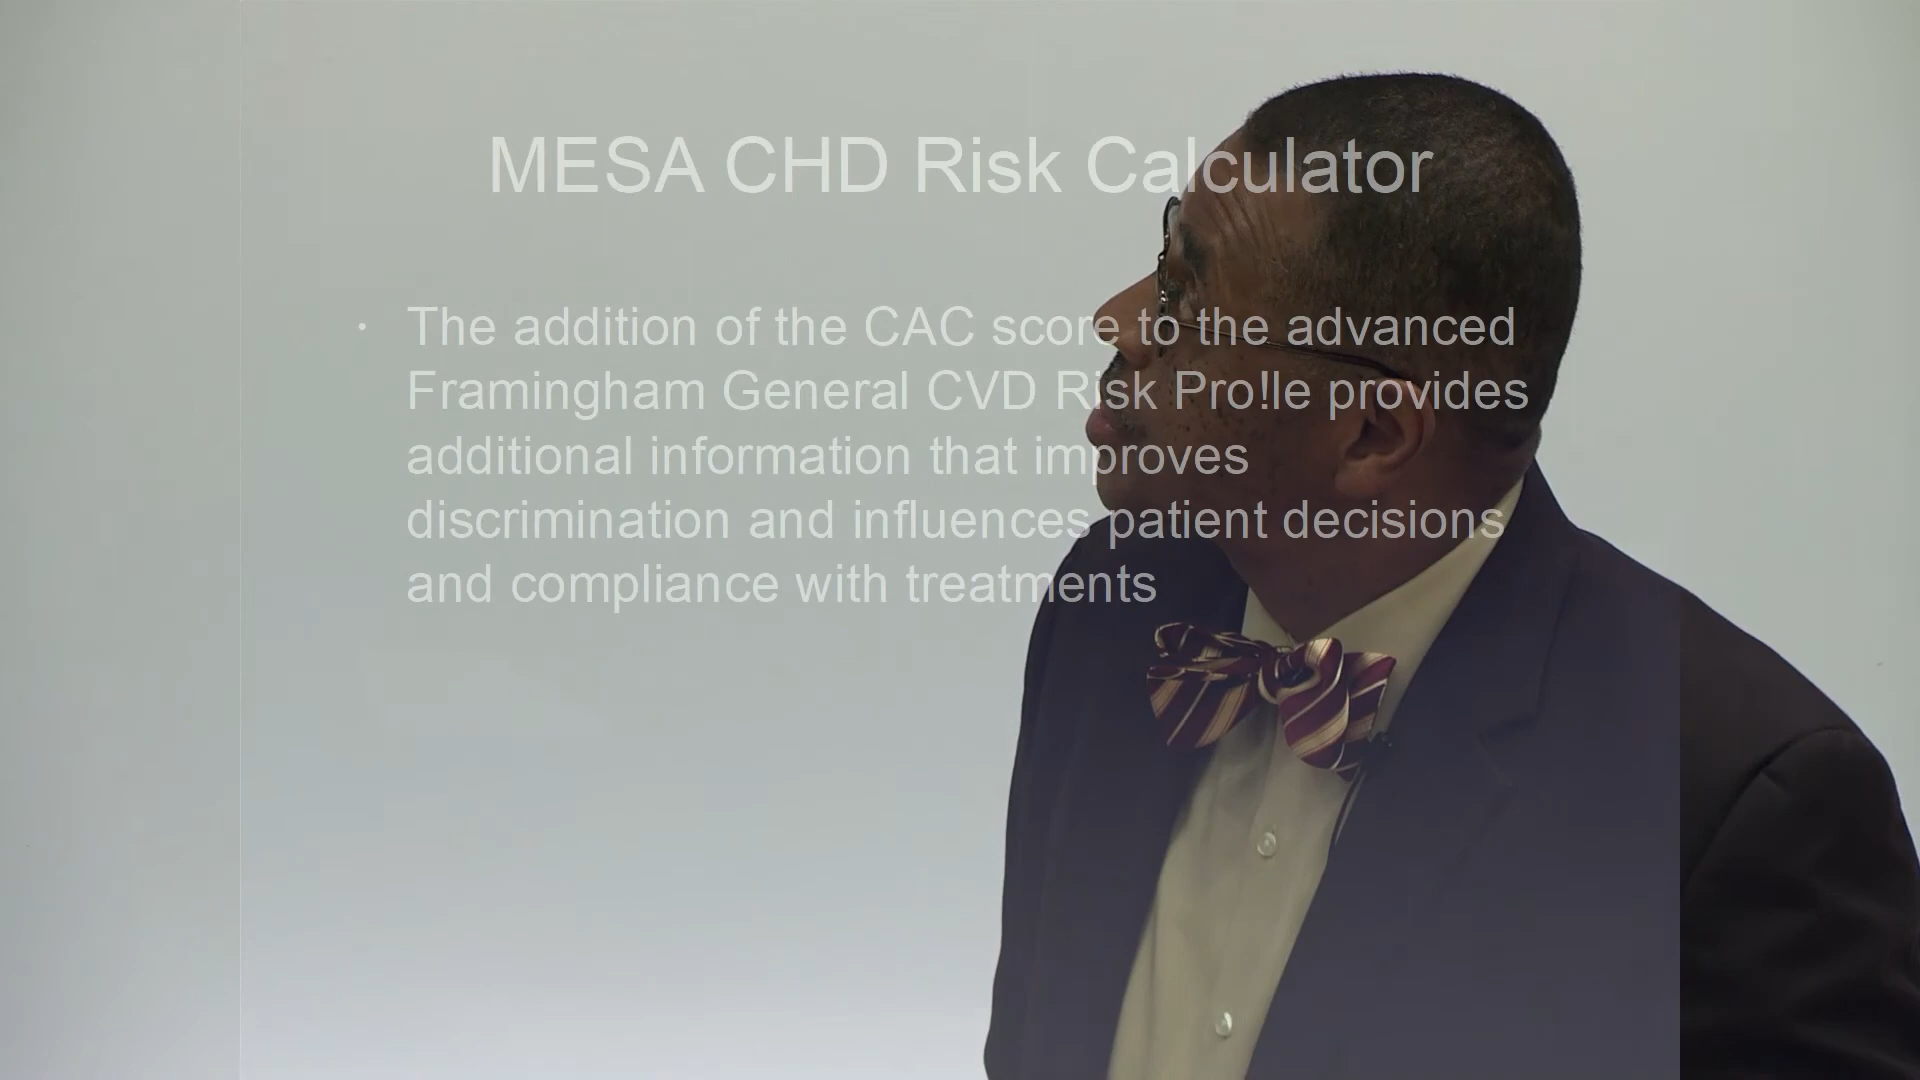 MESA CHD Risk Calculator
• The addition of the CAC score to the advanced
Framingham General CVD Risk Pro!le provides
additional information that improves
discrimination and influences patient decisions
and compliance with treatments